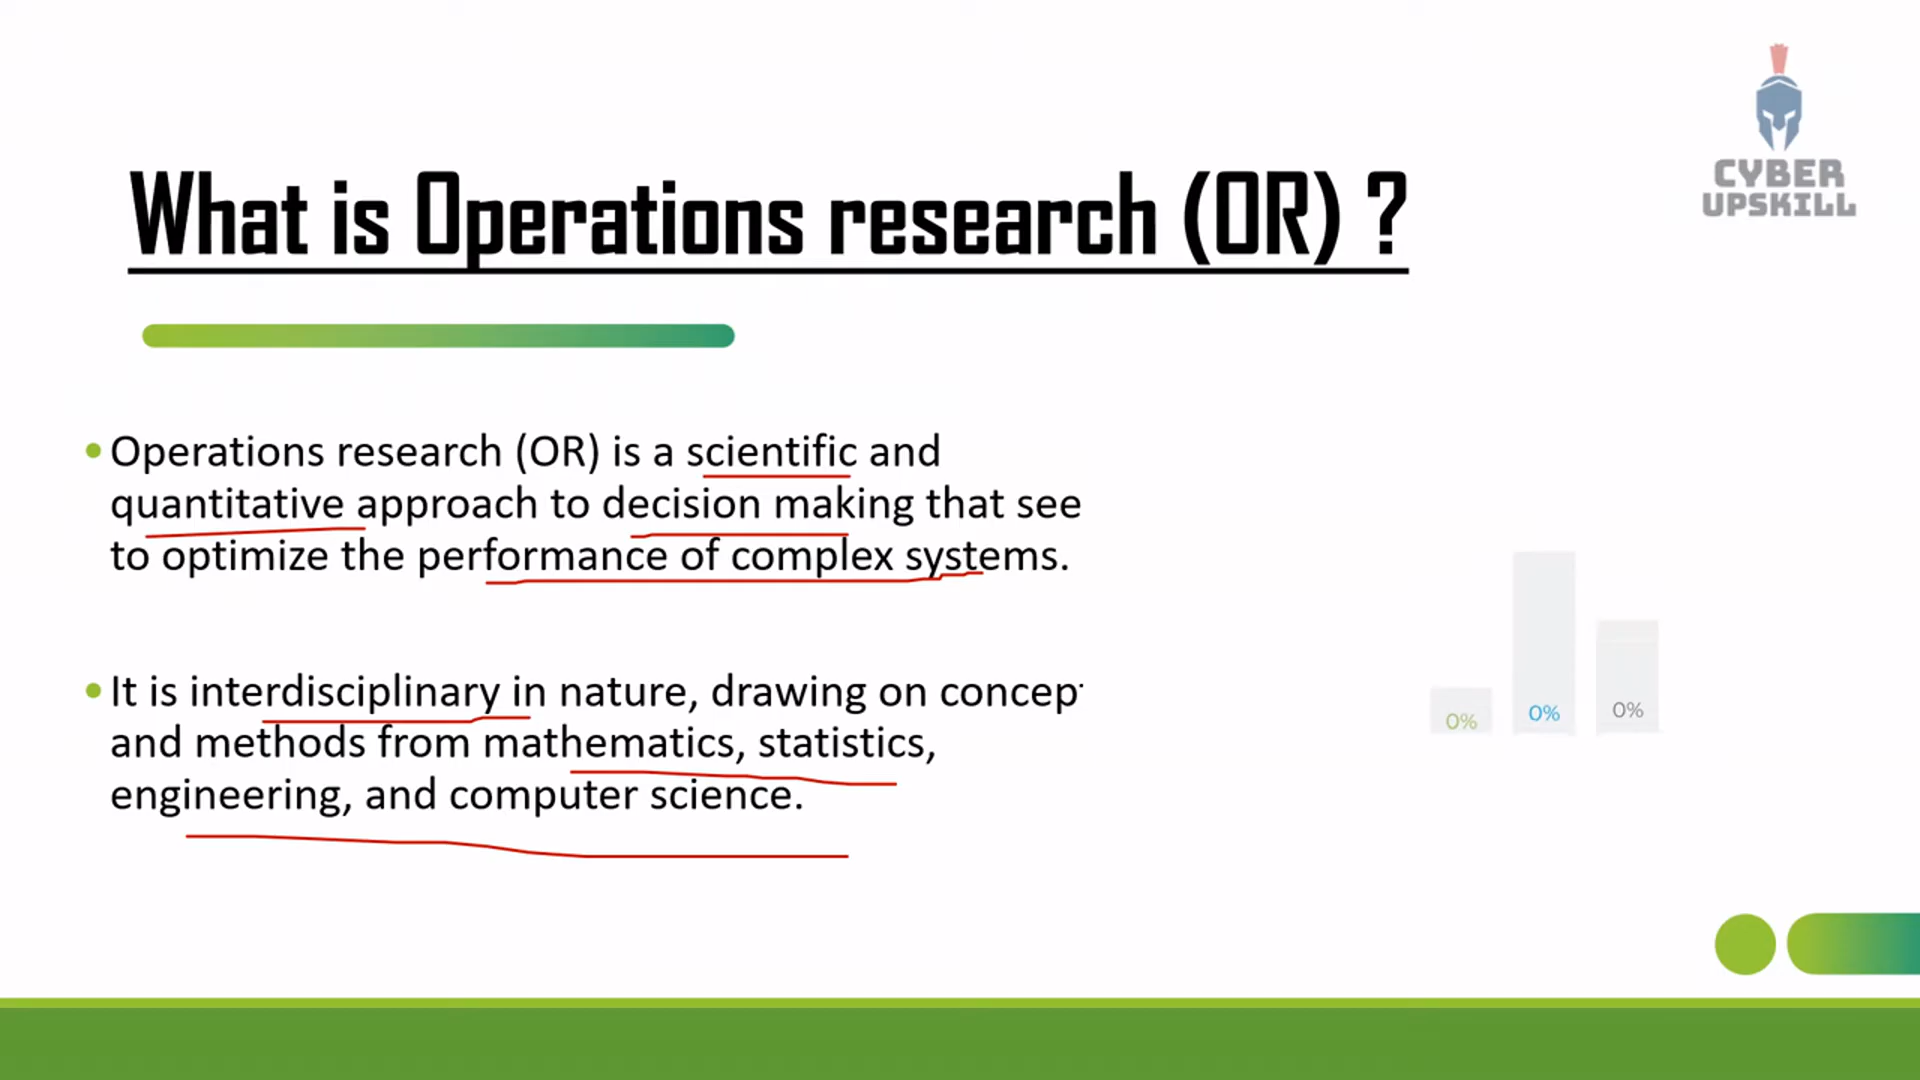 CYBER
UPSKILL
What is Operations research (OR) ?
• Operations research (OR) is a scientific and
quantitative approach to decision making that see
to optimize the performance of complex systems.
• It is interdisciplinary in nature, drawing on concep
and methods from mathematics, statistics,
engineering, and computer science.
0% 0% 0%